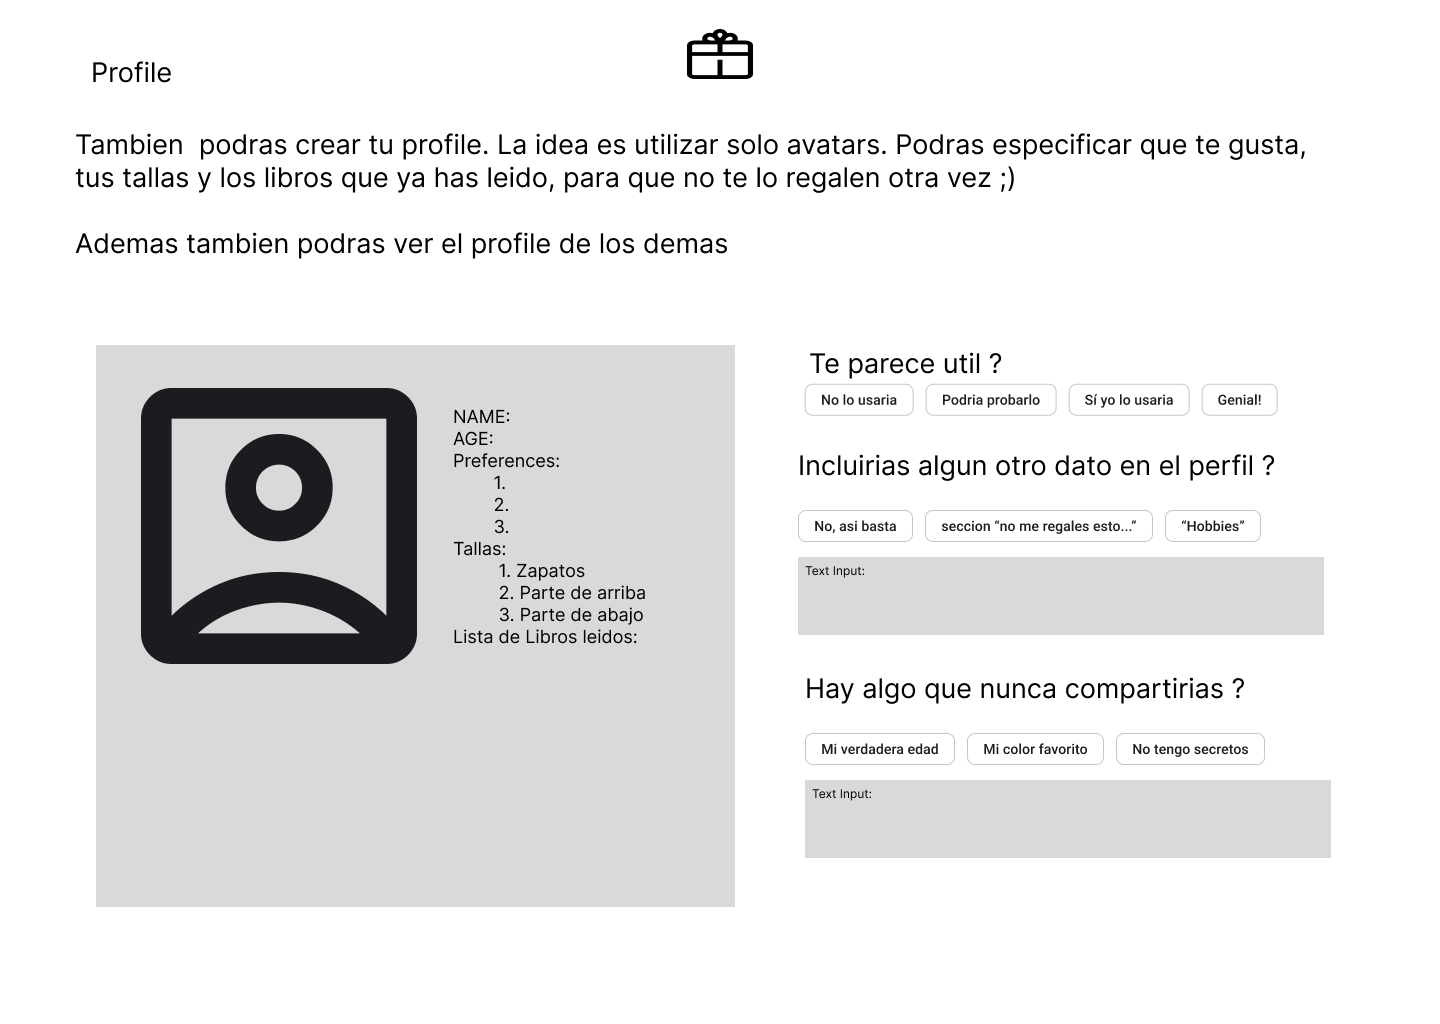 Profile
Tambien  podras crear tu profile. La idea es utilizar solo avatars. Podras especificar que te gusta,
tus tallas y los libros que ya has leido, para que no te lo regalen otra vez ;)
Ademas tambien podras ver el profile de los demas
NAME:
AGE:
Preferences:
1.
2.
3.
Tallas:
1. Zapatos
2. Parte de arriba
3. Parte de abajo
Lista de Libros leidos:
Te parece util ?
No lo usaria
Podria probarlo
Sí yo lo usaria
Genial!
Incluirias algun otro dato en el perfil ?
No, asi basta
seccion “no me regales esto...”
“Hobbies”
Text Input:
Hay algo que nunca compartirias ?
Mi verdadera edad
Mi color favorito
No tengo secretos
Text Input: